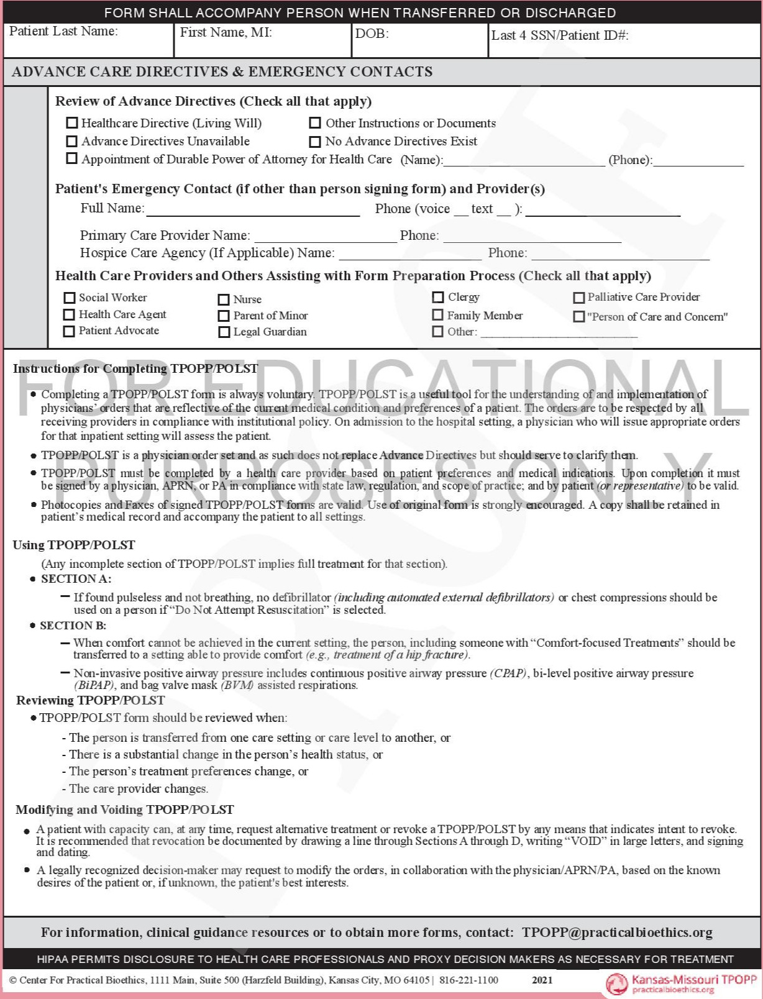 FORM SHALL ACCOMPANY PERSON WHEN TRANSFERRED OR DISCHARGED
Patient Last Name: First Name, MI: DOB: Last 4 SSN/Patient ID#:
ADVANCE CARE DIRECTIVES & EMERGENCY CONTACTS
Review of Advance Directives (Check all that apply)
☐ Healthcare Directive (Living Will) ☐ Other Instructions or Documents
☐ Advance Directives Unavailable ☐ No Advance Directives Exist
☐ Appointment of Durable Power of Attorney for Health Care (Name):__________ (Phone):__________
Patient's Emergency Contact (if other than person signing form) and Provider(s)
Full Name:__________ Phone (voice __ text __ ): __________
Primary Care Provider Name: __________ Phone: __________
Hospice Care Agency (If Applicable) Name: __________ Phone: __________
Health Care Providers and Others Assisting with Form Preparation Process (Check all that apply)
☐ Social Worker ☐ Nurse ☐ Clergy ☐ Palliative Care Provider
☐ Health Care Agent ☐ Parent of Minor ☐ Family Member ☐ "Person of Care and Concern"
☐ Patient Advocate ☐ Legal Guardian ☐ Other: __________
PROOF
FOR EDUCATIONAL
PURPOSES ONLY
Instructions for Completing TPOPP/POLST
• Completing a TPOPP/POLST form is always voluntary. TPOPP/POLST is a useful tool for the understanding of and implementation of
physicians' orders that are reflective of the current medical condition and preferences of a patient. The orders are to be respected by all
receiving providers in compliance with institutional policy. On admission to the hospital setting, a physician who will issue appropriate orders
for that inpatient setting will assess the patient.
• TPOPP/POLST is a physician order set and as such does not replace Advance Directives but should serve to clarify them.
• TPOPP/POLST must be completed by a health care provider based on patient preferences and medical indications. Upon completion it must
be signed by a physician, APRN, or PA in compliance with state law, regulation, and scope of practice; and by patient (or representative) to be valid.
• Photocopies and Faxes of signed TPOPP/POLST forms are valid. Use of original form is strongly encouraged. A copy shall be retained in
patient's medical record and accompany the patient to all settings.
Using TPOPP/POLST
(Any incomplete section of TPOPP/POLST implies full treatment for that section).
• SECTION A:
– If found pulseless and not breathing, no defibrillator (including automated external defibrillators) or chest compressions should be
used on a person if “Do Not Attempt Resuscitation” is selected.
• SECTION B:
– When comfort cannot be achieved in the current setting, the person, including someone with “Comfort-focused Treatments” should be
transferred to a setting able to provide comfort (e.g., treatment of a hip fracture).
– Non-invasive positive airway pressure includes continuous positive airway pressure (CPAP), bi-level positive airway pressure
(BiPAP), and bag valve mask (BVM) assisted respirations.
Reviewing TPOPP/POLST
• TPOPP/POLST form should be reviewed when:
- The person is transferred from one care setting or care level to another, or
- There is a substantial change in the person's health status, or
- The person's treatment preferences change, or
- The care provider changes.
Modifying and Voiding TPOPP/POLST
• A patient with capacity can, at any time, request alternative treatment or revoke a TPOPP/POLST by any means that indicates intent to revoke.
It is recommended that revocation be documented by drawing a line through Sections A through D, writing “VOID” in large letters, and signing
and dating.
• A legally recognized decision-maker may request to modify the orders, in collaboration with the physician/APRN/PA, based on the known
desires of the patient or, if unknown, the patient's best interests.
For information, clinical guidance resources or to obtain more forms, contact: TPOPP@practicalbioethics.org
HIPAA PERMITS DISCLOSURE TO HEALTH CARE PROFESSIONALS AND PROXY DECISION MAKERS AS NECESSARY FOR TREATMENT
© Center For Practical Bioethics, 1111 Main, Suite 500 (Harzfeld Building), Kansas City, MO 64105 | 816-221-1100 2021
Kansas-Missouri TPOPP
practicalbioethics.org